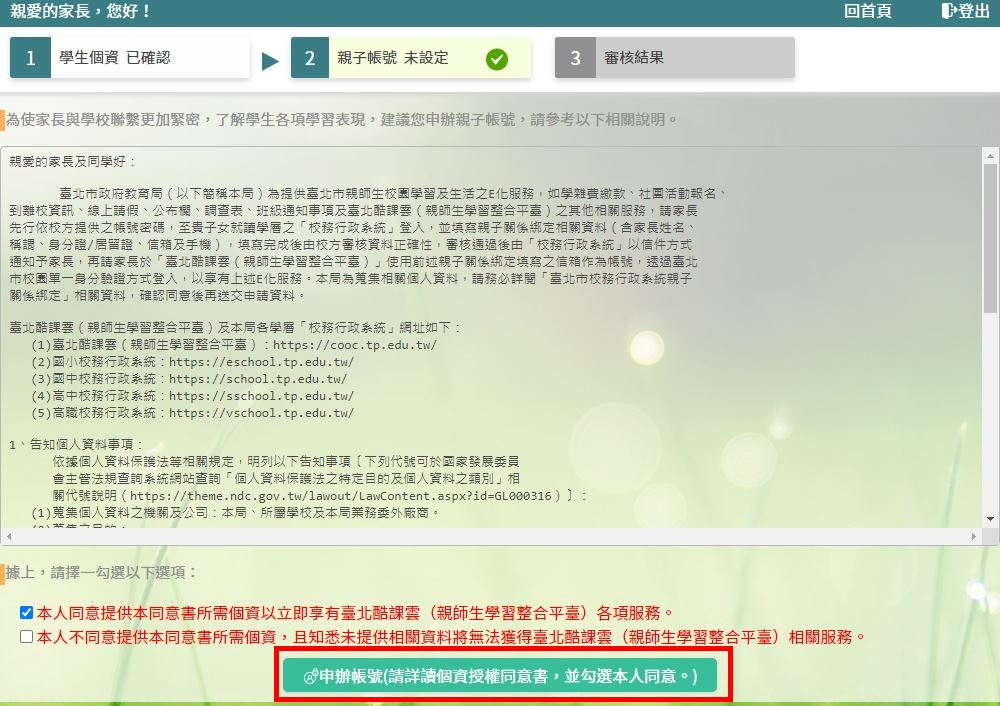 親愛的家長，您好！
回首頁
登出
1 學生個資 已確認
2 親子帳號 未設定
3 審核結果
為使家長與學校聯繫更加緊密，了解學生各項學習表現，建議您申辦親子帳號，請參考以下相關說明。
親愛的家長及同學好：
臺北市政府教育局（以下簡稱本局）為提供臺北市親師生校園學習及生活之E化服務，如學雜費繳款、社團活動報名、
到離校資訊、線上請假、公布欄、調查表、班級通知事項及臺北酷課雲（親師生學習整合平臺）之其他相關服務，請家長
先行依校方提供之帳號密碼，至貴子女就讀學層之「校務行政系統」登入，並填寫親子關係綁定相關資料（含家長姓名、
稱謂、身分證/居留證、信箱及手機），填寫完成後由校方審核資料正確性，審核通過後由「校務行政系統」以信件方式
通知予家長，再請家長於「臺北酷課雲（親師生學習整合平臺）」使用前述親子關係綁定填寫之信箱作為帳號，透過臺北
市校園單一身分驗證方式登入，以享有上述E化服務。本局為蒐集相關個人資料，請務必詳閱「臺北市校務行政系統親子
關係綁定」相關資料，確認同意後再送交申請資料。
臺北酷課雲（親師生學習整合平臺）及本局各學層「校務行政系統」網址如下：
(1)臺北酷課雲（親師生學習整合平臺）：https://cooc.tp.edu.tw/
(2)國小校務行政系統：https://eschool.tp.edu.tw/
(3)國中校務行政系統：https://school.tp.edu.tw/
(4)高中校務行政系統：https://sschool.tp.edu.tw/
(5)高職校務行政系統：https://vschool.tp.edu.tw/
1、告知個人資料事項：
依據個人資料保護法等相關規定，明列以下告知事項〔下列代號可於國家發展委員
會主管法規查詢系統網站查詢「個人資料保護法之特定目的及個人資料之類別」相
關代號說明（https://theme.ndc.gov.tw/lawout/LawContent.aspx?id=GL000316）〕：
(1)蒐集個人資料之機關及公司：本局、所屬學校及本局業務委外廠商。
據上，請擇一勾選以下選項：
本人同意提供本同意書所需個資以立即享有臺北酷課雲（親師生學習整合平臺）各項服務。
本人不同意提供本同意書所需個資，且知悉未提供相關資料將無法獲得臺北酷課雲（親師生學習整合平臺）相關服務。
申辦帳號(請詳讀個資授權同意書，並勾選本人同意。)